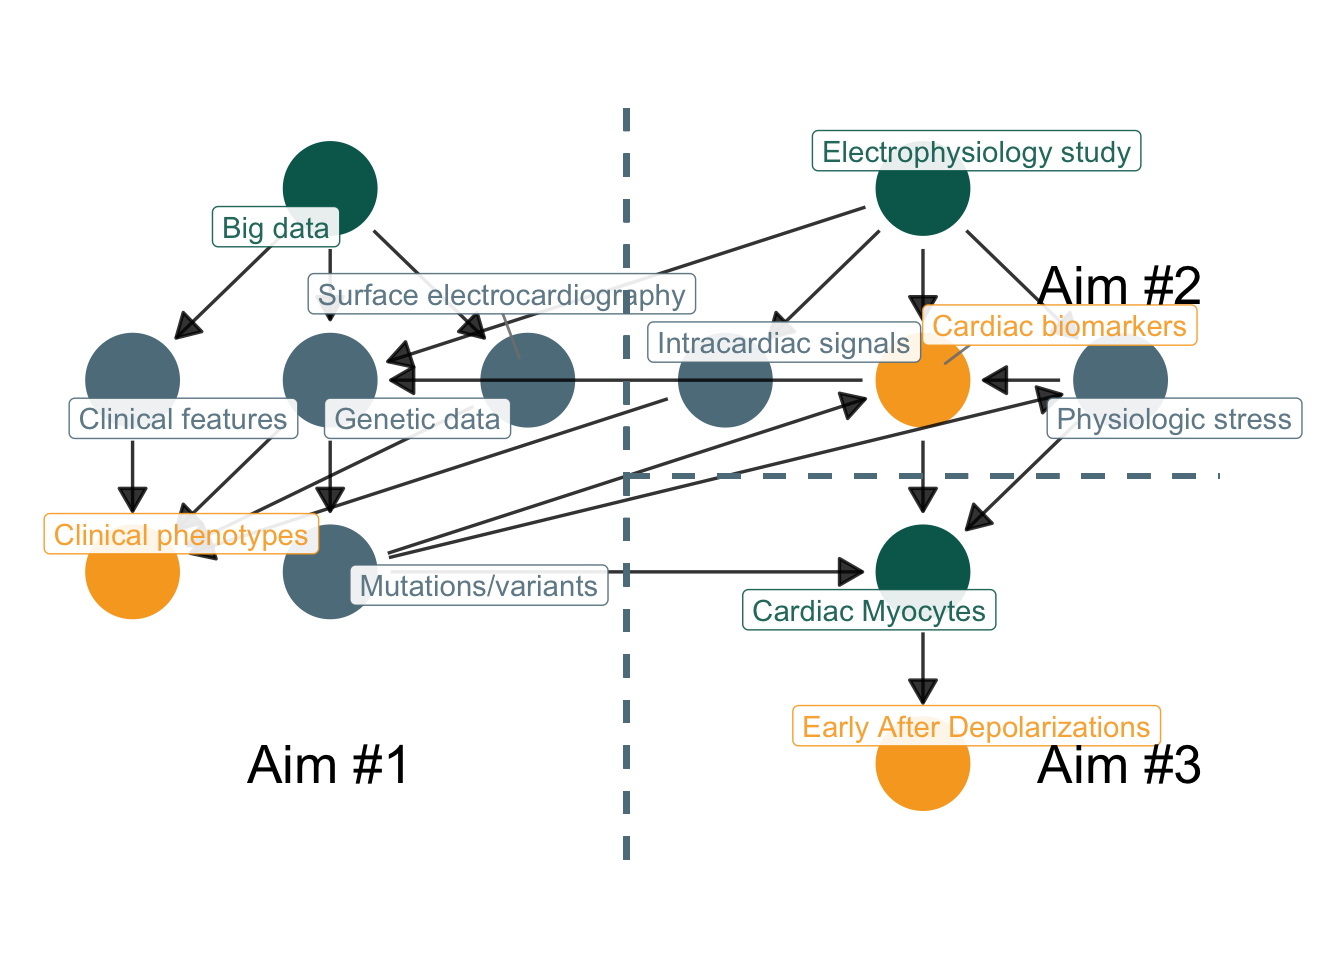 Electrophysiology study
Big data
Aim #2
Surface electrocardiography
Cardiac biomarkers
Intracardiac signals
Clinical features
Genetic data
Physiologic stress
Clinical phenotypes
Mutations/variants
Cardiac Myocytes
Early After Depolarizations
Aim #1
Aim #3